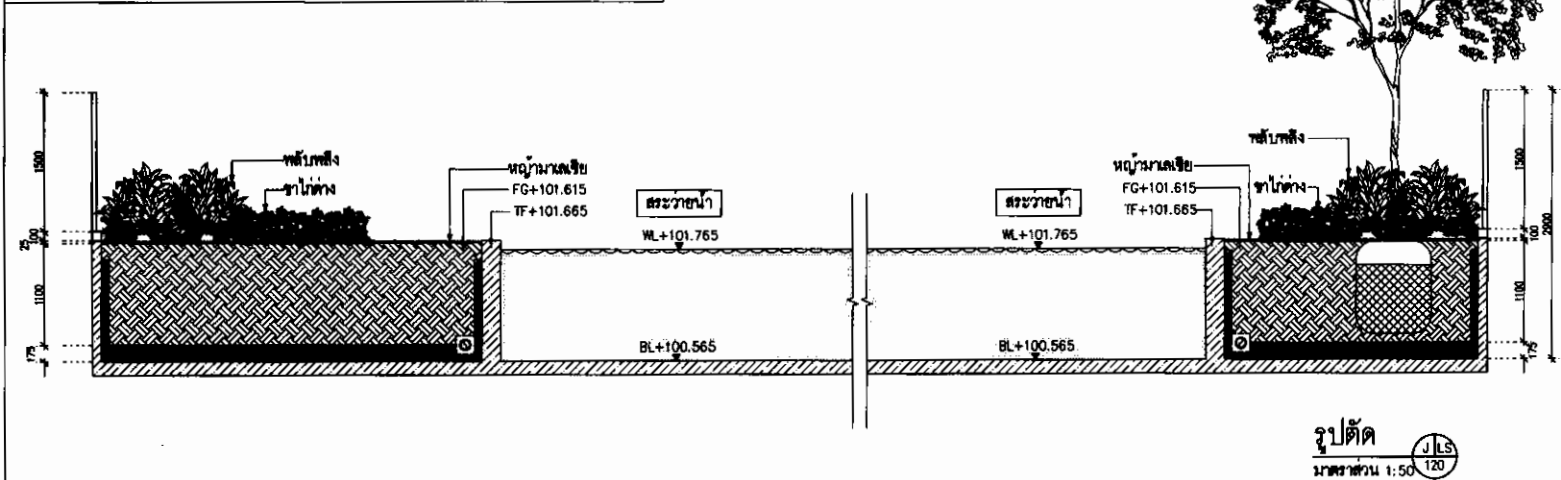 พลับพลึง
ชาไก่ด่าง
หญ้ามาเลเซีย
FG+101.615
TF+101.665
สระว่ายน้ำ
WL+101.765
BL+100.565
สระว่ายน้ำ
WL+101.765
BL+100.565
หญ้ามาเลเซีย
FG+101.615
TF+101.665
พลับพลึง
ชาไก่ด่าง
1500
100
25
1100
175
1500
100
1100
175
2900
รูปตัด
มาตราส่วน 1:50
J LS
120